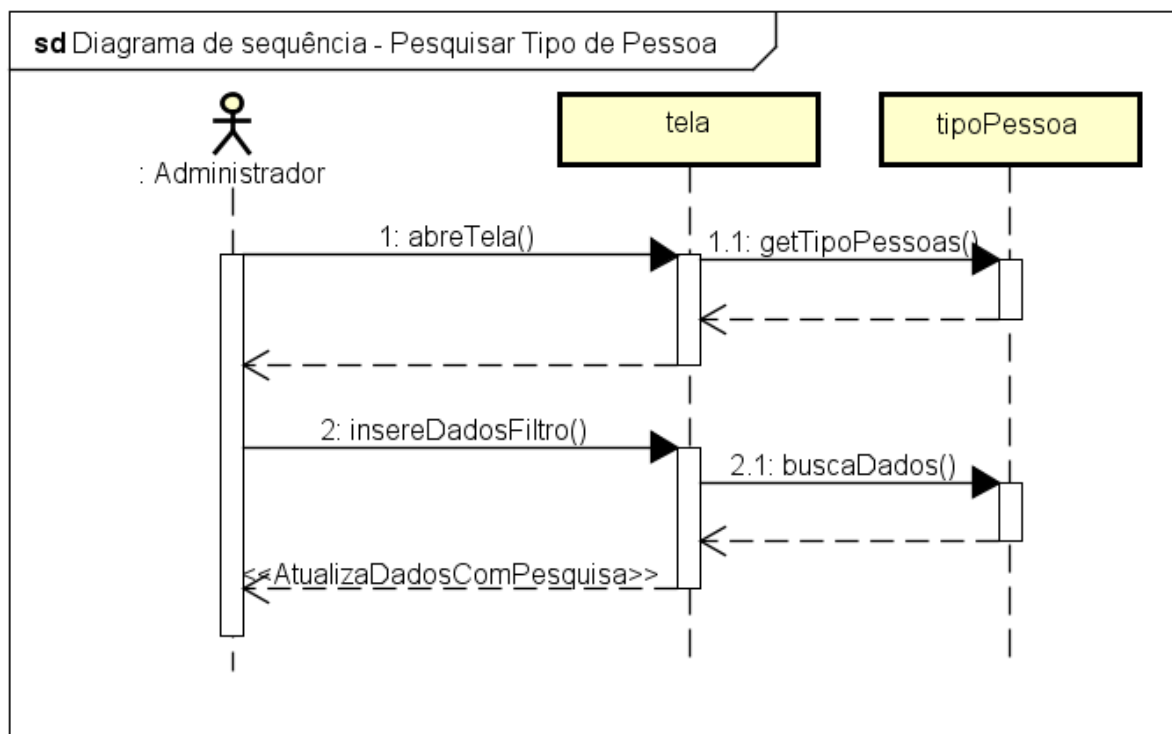 sd Diagrama de sequência - Pesquisar Tipo de Pessoa
tela
tipoPessoa
: Administrador
1: abreTela()
1.1: getTipoPessoas()
2: insereDadosFiltro()
2.1: buscaDados()
<<AtualizaDadosComPesquisa>>